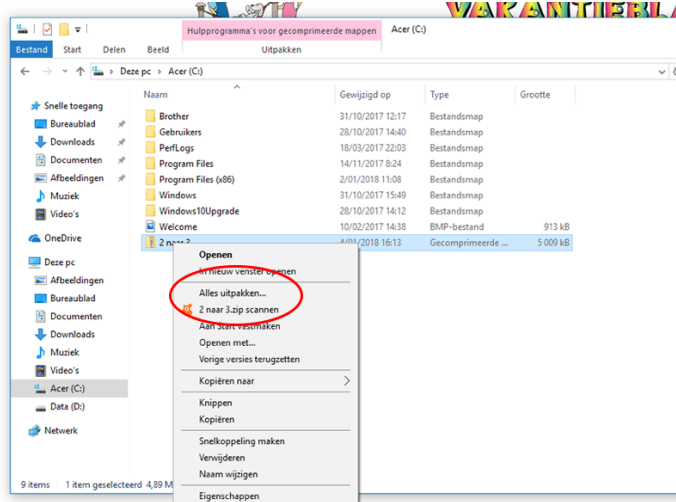 VAKANTIEBLA
Hulpprogramma's voor gecomprimeerde mappen Acer (C:)
Bestand Start Delen Beeld Uitpakken
Deze pc > Acer (C:)
Naam Gewijzigd op Type Grootte
Snelle toegang
Bureaublad
Downloads
Documenten
Afbeeldingen
Muziek
Video's
OneDrive
Deze pc
Afbeeldingen
Bureaublad
Documenten
Downloads
Muziek
Video's
Acer (C:)
Data (D:)
Netwerk
Brother 31/10/2017 12:17 Bestandsmap
Gebruikers 28/10/2017 14:40 Bestandsmap
PerfLogs 18/03/2017 22:03 Bestandsmap
Program Files 14/11/2017 8:24 Bestandsmap
Program Files (x86) 2/01/2018 11:08 Bestandsmap
Windows 31/10/2017 15:49 Bestandsmap
Windows10Upgrade 28/10/2017 14:12 Bestandsmap
Welcome 10/02/2017 14:38 BMP-bestand 913 kB
2 naar 3 4/01/2018 16:13 Gecomprimeerde ... 5 009 kB
Openen
In nieuw venster openen
Alles uitpakken...
2 naar 3.zip scannen
Aan Start vastmaken
Openen met...
Vorige versies terugzetten
Kopiëren naar
Knippen
Kopiëren
Snelkoppeling maken
Verwijderen
Naam wijzigen
Eigenschappen
9 items 1 item geselecteerd 4,89 M